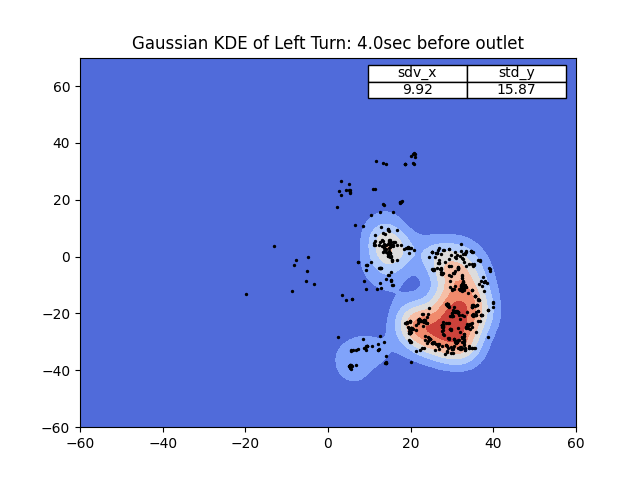 Gaussian KDE of Left Turn: 4.0sec before outlet
sdv_x std_y
9.92 15.87
60
40
20
0
−20
−40
−60
−60 −40 −20 0 20 40 60